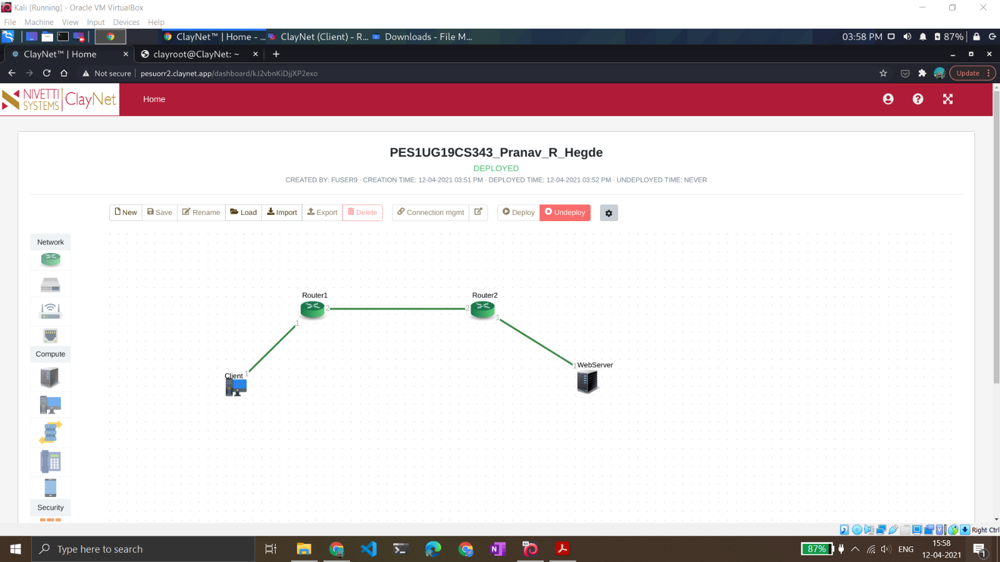 Kali [Running] - Oracle VM VirtualBox
File Machine View Input Devices Help
ClayNet™ | Home - ... ClayNet (Client) - R... Downloads - File M... 03:58 PM 87%
ClayNet™ | Home clayroot@ClayNet: ~
Not secure pesuorr2.claynet.app/dashboard/kJ2vbnKiDjjXP2exo Update
NIVETTI SYSTEMS ClayNet Home
PES1UG19CS343_Pranav_R_Hegde
DEPLOYED
CREATED BY: FUSER9 · CREATION TIME: 12-04-2021 03:51 PM · DEPLOYED TIME: 12-04-2021 03:52 PM · UNDEPLOYED TIME: NEVER
New Save Rename Load Import Export Delete Connection mgmt Deploy Undeploy
Network
Router1 Router2
2 2
1 1
Compute
1 WebServer
Client 1
Security
Right Ctrl
Type here to search 87% ENG 15:58
12-04-2021 1